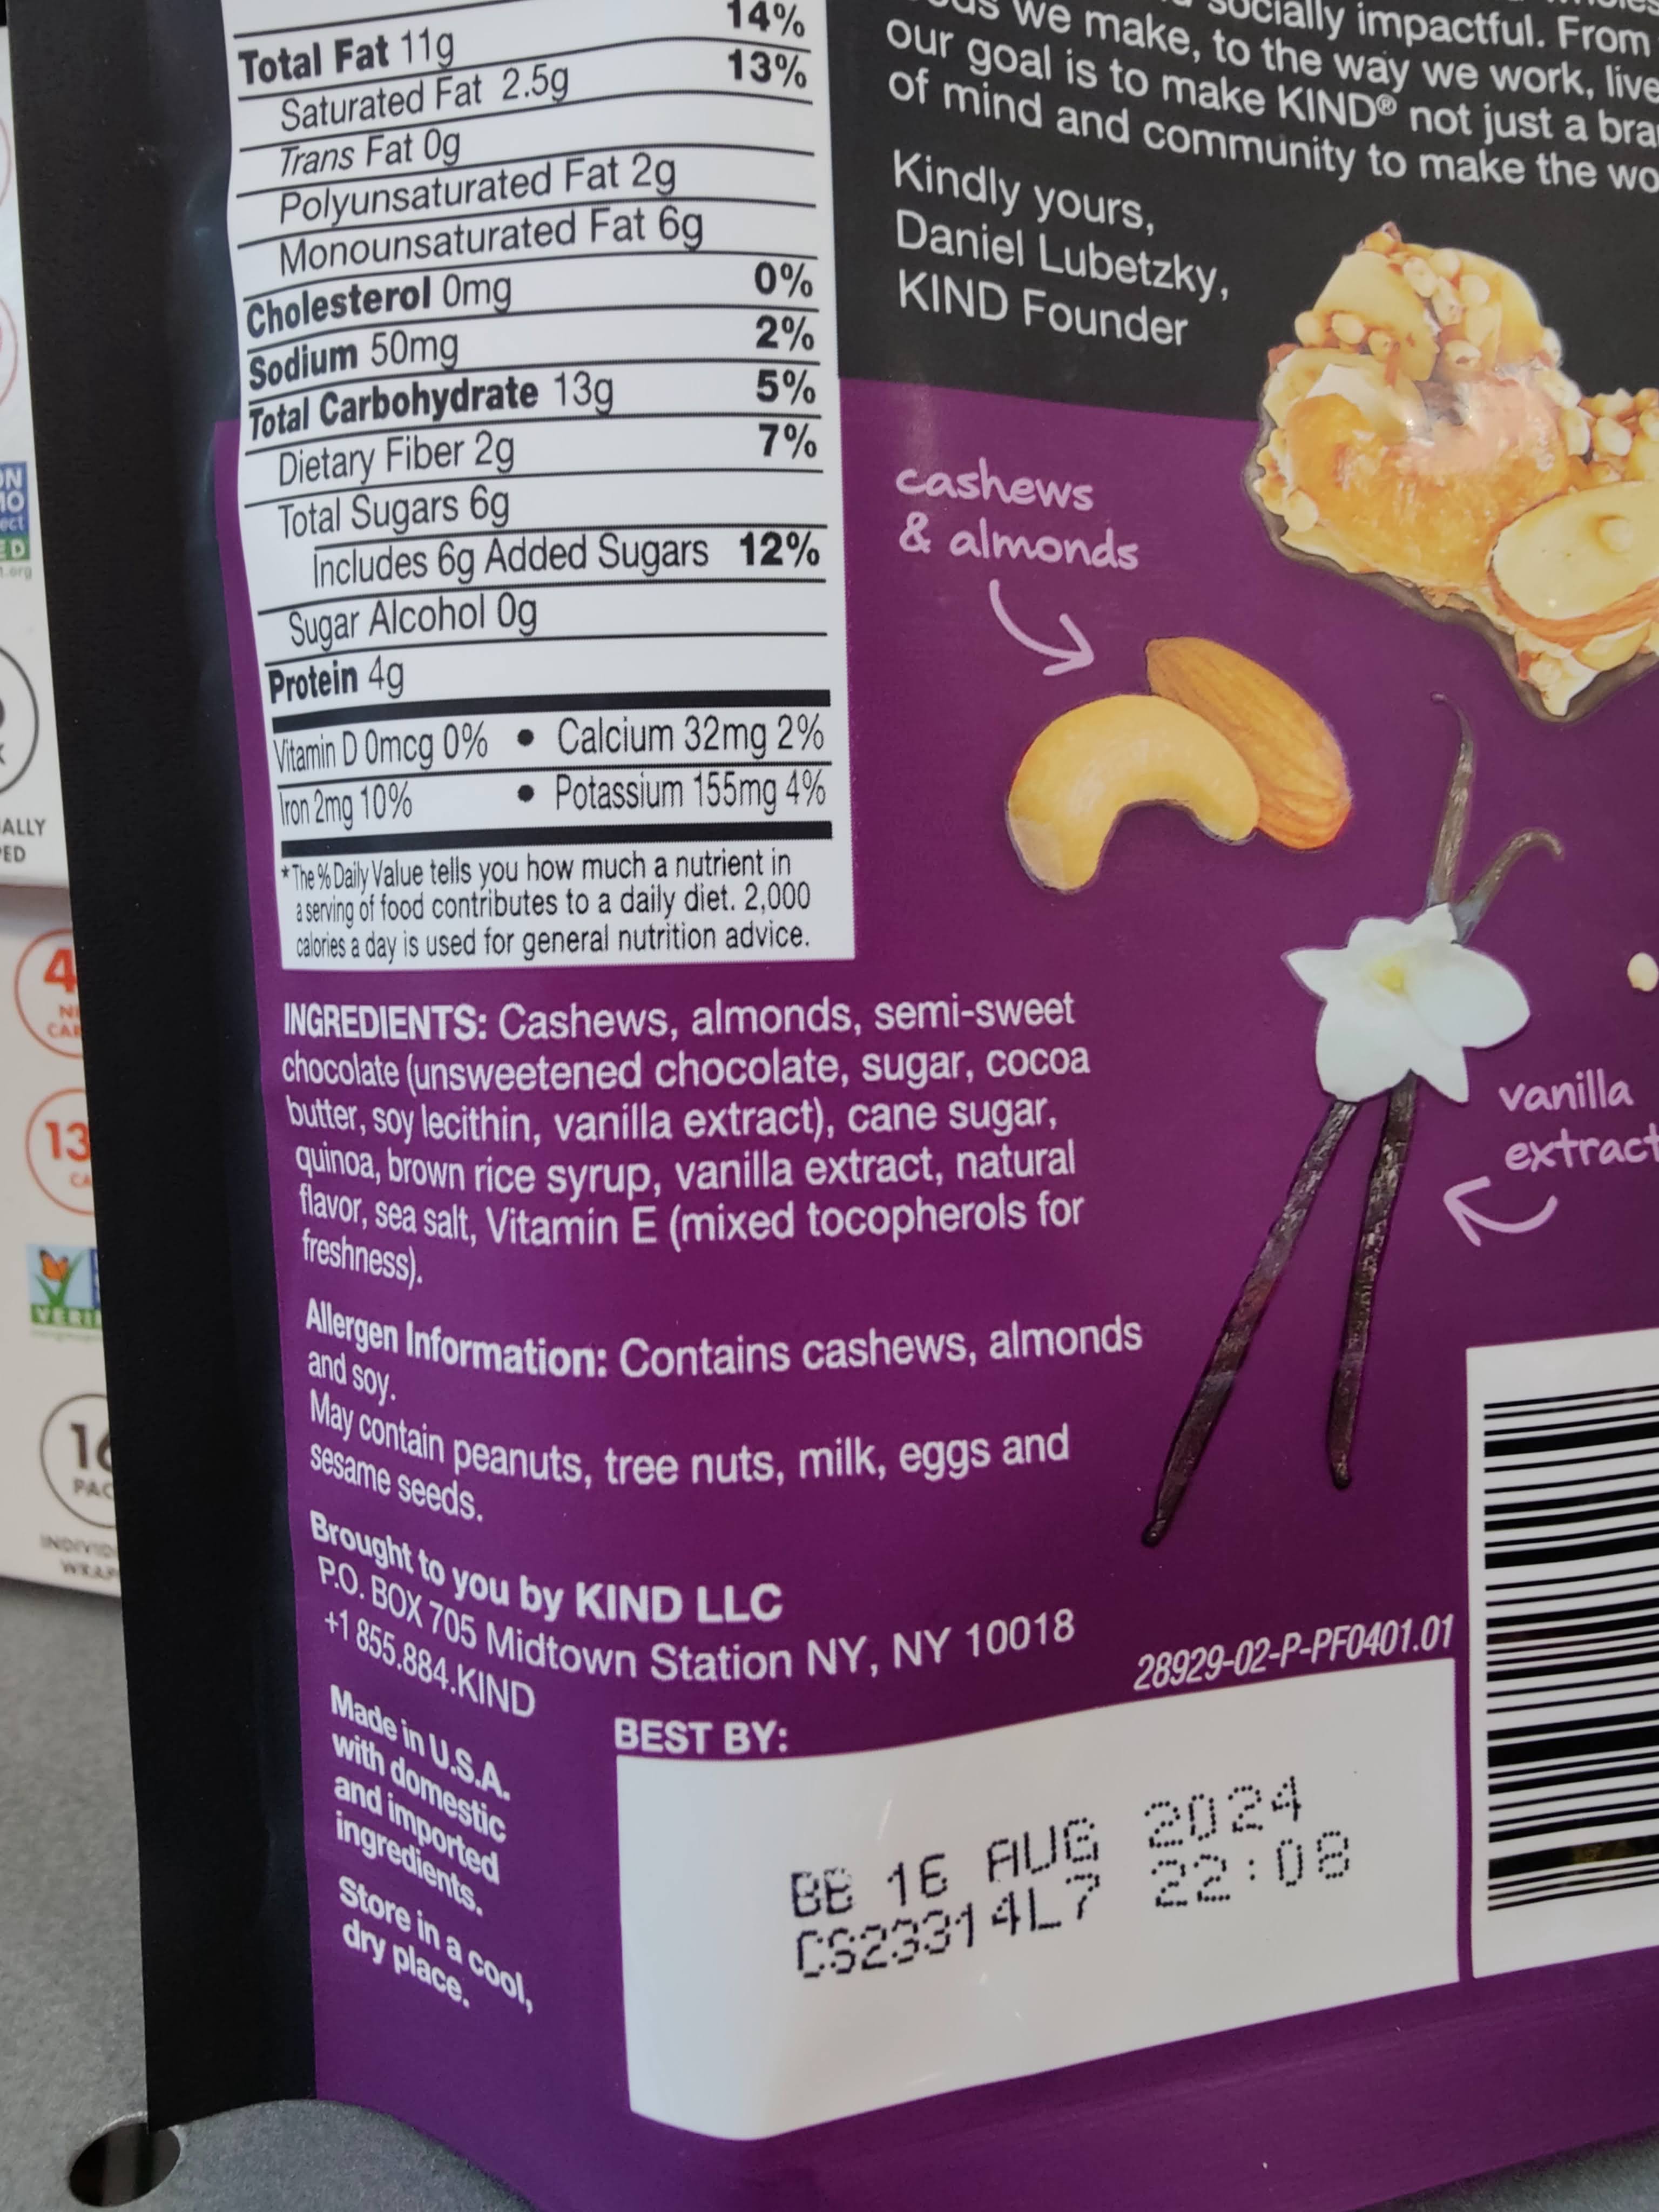 14%
Total Fat 11g
13%
Saturated Fat 2.5g
Trans Fat 0g
Polyunsaturated Fat 2g
Monounsaturated Fat 6g
Cholesterol 0mg 0%
Sodium 50mg 2%
Total Carbohydrate 13g 5%
Dietary Fiber 2g 7%
Total Sugars 6g
Includes 6g Added Sugars 12%
Sugar Alcohol 0g
Protein 4g
Vitamin D 0mcg 0% • Calcium 32mg 2%
Iron 2mg 10% • Potassium 155mg 4%
*The % Daily Value tells you how much a nutrient in
a serving of food contributes to a daily diet. 2,000
calories a day is used for general nutrition advice.
INGREDIENTS: Cashews, almonds, semi-sweet
chocolate (unsweetened chocolate, sugar, cocoa
butter, soy lecithin, vanilla extract), cane sugar,
quinoa, brown rice syrup, vanilla extract, natural
flavor, sea salt, Vitamin E (mixed tocopherols for
freshness).
Allergen Information: Contains cashews, almonds
and soy.
May contain peanuts, tree nuts, milk, eggs and
sesame seeds.
Brought to you by KIND LLC
P.O. BOX 705 Midtown Station NY, NY 10018
+1 855.884.KIND
Made in U.S.A.
with domestic
and imported
ingredients.
Store in a cool,
dry place.
28929-02-P-PF0401.01
BEST BY:
BB 16 AUG 2024
CS23314L7 22:08
socially impactful. From
we make, to the way we work, live
our goal is to make KIND® not just a
of mind and community to make the
Kindly yours,
Daniel Lubetzky,
KIND Founder
cashews
& almonds
vanilla
extract
13